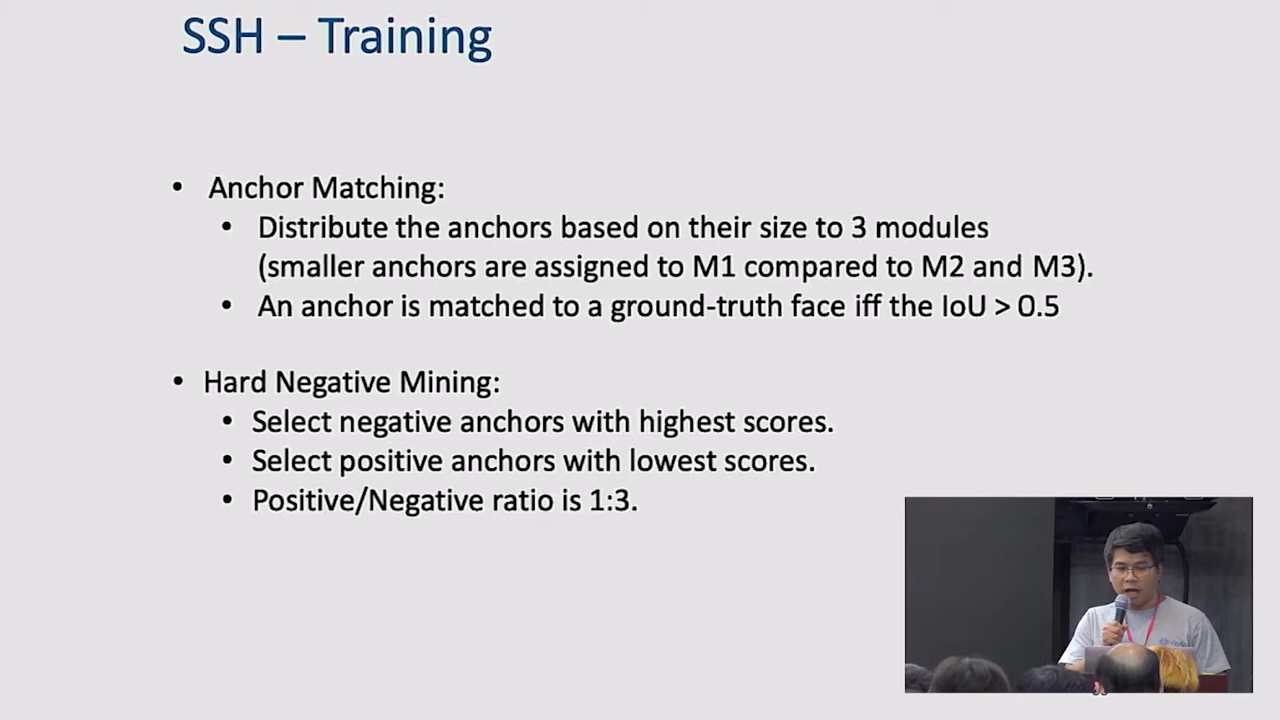 SSH – Training
• Anchor Matching:
• Distribute the anchors based on their size to 3 modules
(smaller anchors are assigned to M1 compared to M2 and M3).
• An anchor is matched to a ground-truth face iff the IoU > 0.5
• Hard Negative Mining:
• Select negative anchors with highest scores.
• Select positive anchors with lowest scores.
• Positive/Negative ratio is 1:3.